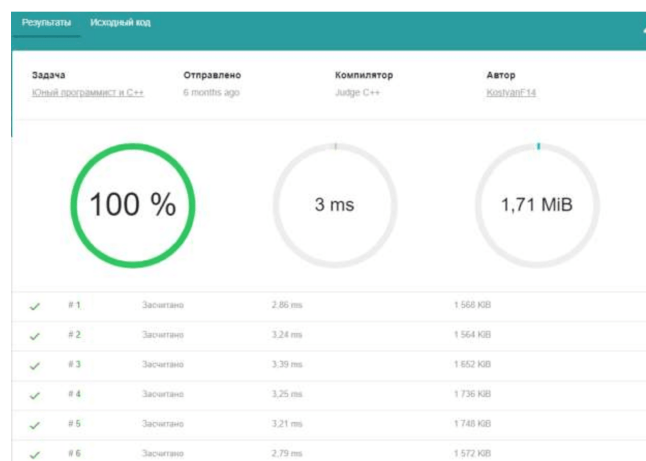 Результаты Исходный код
Задача Отправлено Компилятор Автор
Юный программист и C++ 6 months ago Judge C++ KostyanF14
100 % 3 ms 1,71 MiB
# 1 Засчитано 2,86 ms 1 568 KiB
# 2 Засчитано 3,24 ms 1 564 KiB
# 3 Засчитано 3,39 ms 1 652 KiB
# 4 Засчитано 3,25 ms 1 736 KiB
# 5 Засчитано 3,21 ms 1 748 KiB
# 6 Засчитано 2,79 ms 1 572 KiB